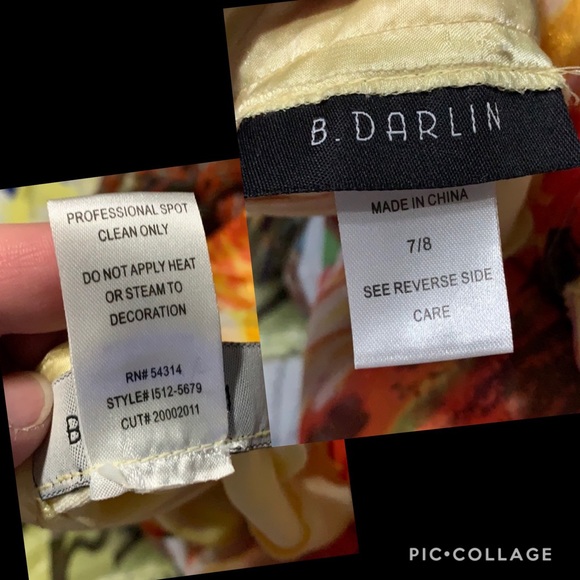 B. DARLIN
MADE IN CHINA
7/8
SEE REVERSE SIDE
CARE
PROFESSIONAL SPOT
CLEAN ONLY
DO NOT APPLY HEAT
OR STEAM TO
DECORATION
RN# 54314
STYLE# I512-5679
CUT# 20002011
B
PIC•COLLAGE